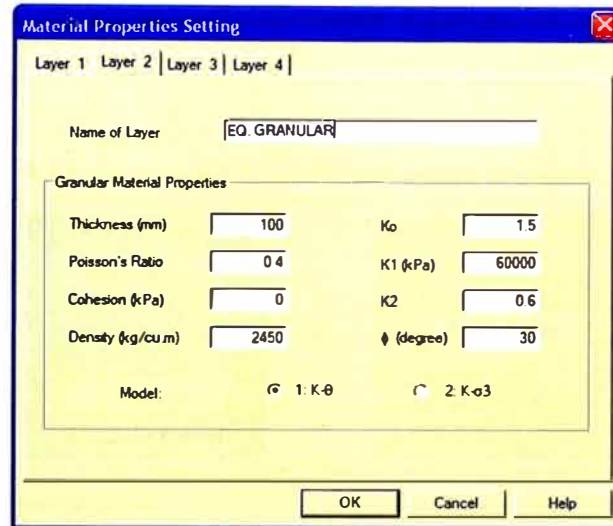 Material Properties Setting
Layer 1 Layer 2 Layer 3 Layer 4
Name of Layer EQ. GRANULAR
Granular Material Properties
Thickness (mm) 100 Ko 1.5
Poisson's Ratio 0.4 K1 (kPa) 60000
Cohesion (kPa) 0 K2 0.6
Density (kg/cu.m) 2450 ϕ (degree) 30
Model: 1: K-θ 2: K-σ3
OK Cancel Help